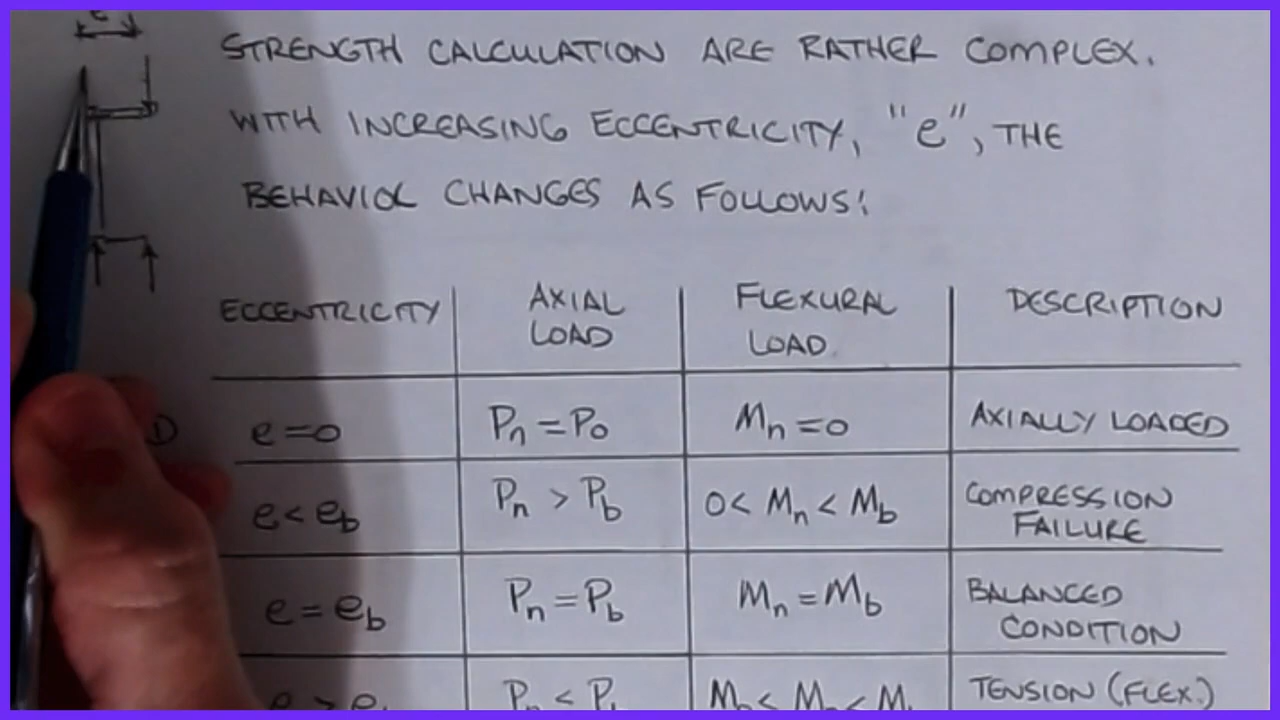 e
STRENGTH CALCULATION ARE RATHER COMPLEX.
WITH INCREASING ECCENTRICITY, "e", THE
BEHAVIOR CHANGES AS FOLLOWS:
ECCENTRICITY AXIAL LOAD FLEXURAL LOAD DESCRIPTION
e=0 Pn=Po Mn=0 AXIALLY LOADED
e<eb Pn > Pb 0< Mn < Mb COMPRESSION FAILURE
e=eb Pn=Pb Mn=Mb BALANCED CONDITION
e > e Pn < P TENSION (FLEX.)